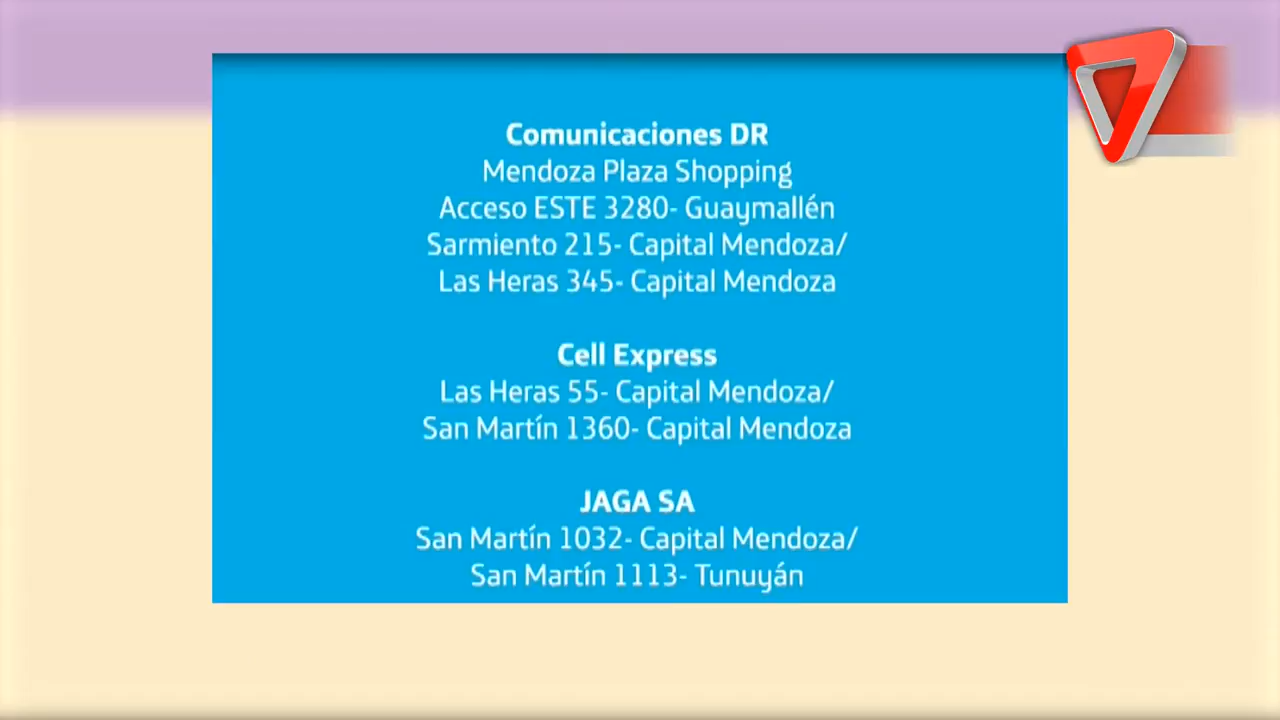 Comunicaciones DR
Mendoza Plaza Shopping
Acceso ESTE 3280- Guaymallén
Sarmiento 215- Capital Mendoza/
Las Heras 345- Capital Mendoza
Cell Express
Las Heras 55- Capital Mendoza/
San Martín 1360- Capital Mendoza
JAGA SA
San Martín 1032- Capital Mendoza/
San Martín 1113- Tunuyán